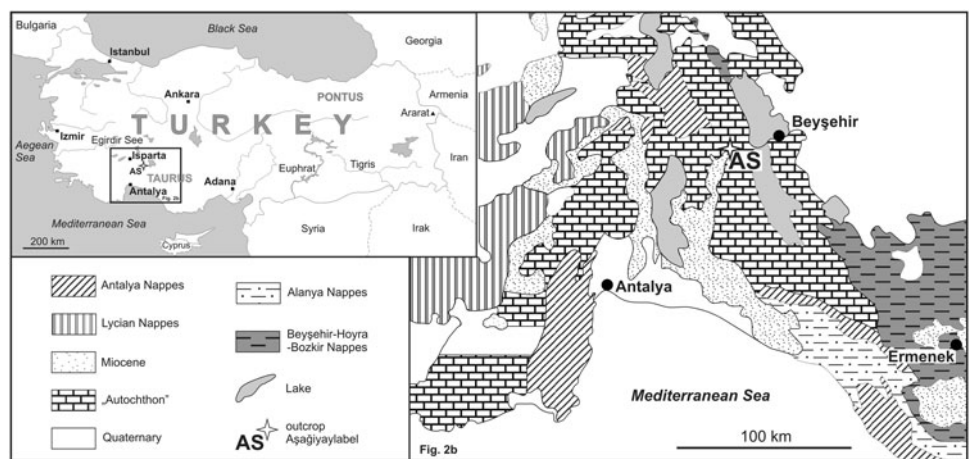 Bulgaria
Black Sea
Georgia
Istanbul
Ankara
PONTUS
Armenia
Ararat
TURKEY
Izmir
Egirdir See
Aegean
Sea
Isparta
AS
TAURUS
Euphrat
Tigris
Iran
Antalya
Fig. 2b
Adana
Mediterranean Sea
Cyprus
Syria
Irak
200 km
Antalya Nappes
Lycian Nappes
Miocene
„Autochthon”
Quaternary
Alanya Nappes
Beyşehir-Hoyra
-Bozkir Nappes
Lake
AS
outcrop
Aşağiyaylabel
Beyşehir
AS
Antalya
Ermenek
Mediterranean Sea
Fig. 2b
100 km